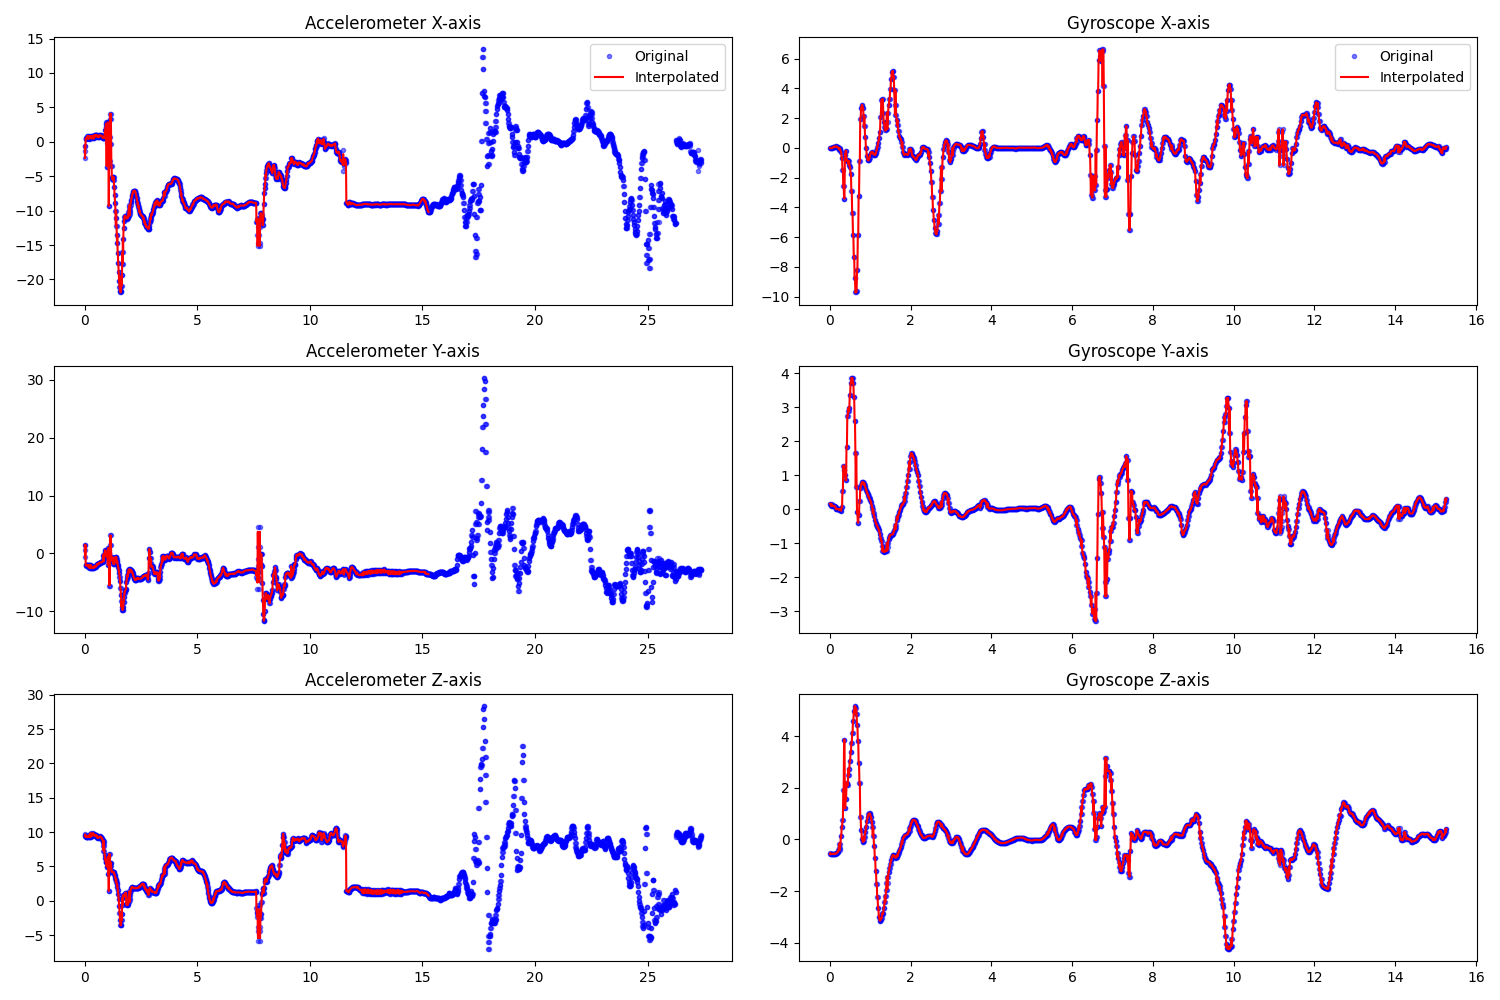 Accelerometer X-axis
15
10
5
0
−5
−10
−15
−20
Original
Interpolated
0 5 10 15 20 25
Gyroscope X-axis
6
4
2
0
−2
−4
−6
−8
−10
Original
Interpolated
0 2 4 6 8 10 12 14 16
Accelerometer Y-axis
30
20
10
0
−10
0 5 10 15 20 25
Gyroscope Y-axis
4
3
2
1
0
−1
−2
−3
0 2 4 6 8 10 12 14 16
Accelerometer Z-axis
30
25
20
15
10
5
0
−5
0 5 10 15 20 25
Gyroscope Z-axis
4
2
0
−2
−4
0 2 4 6 8 10 12 14 16